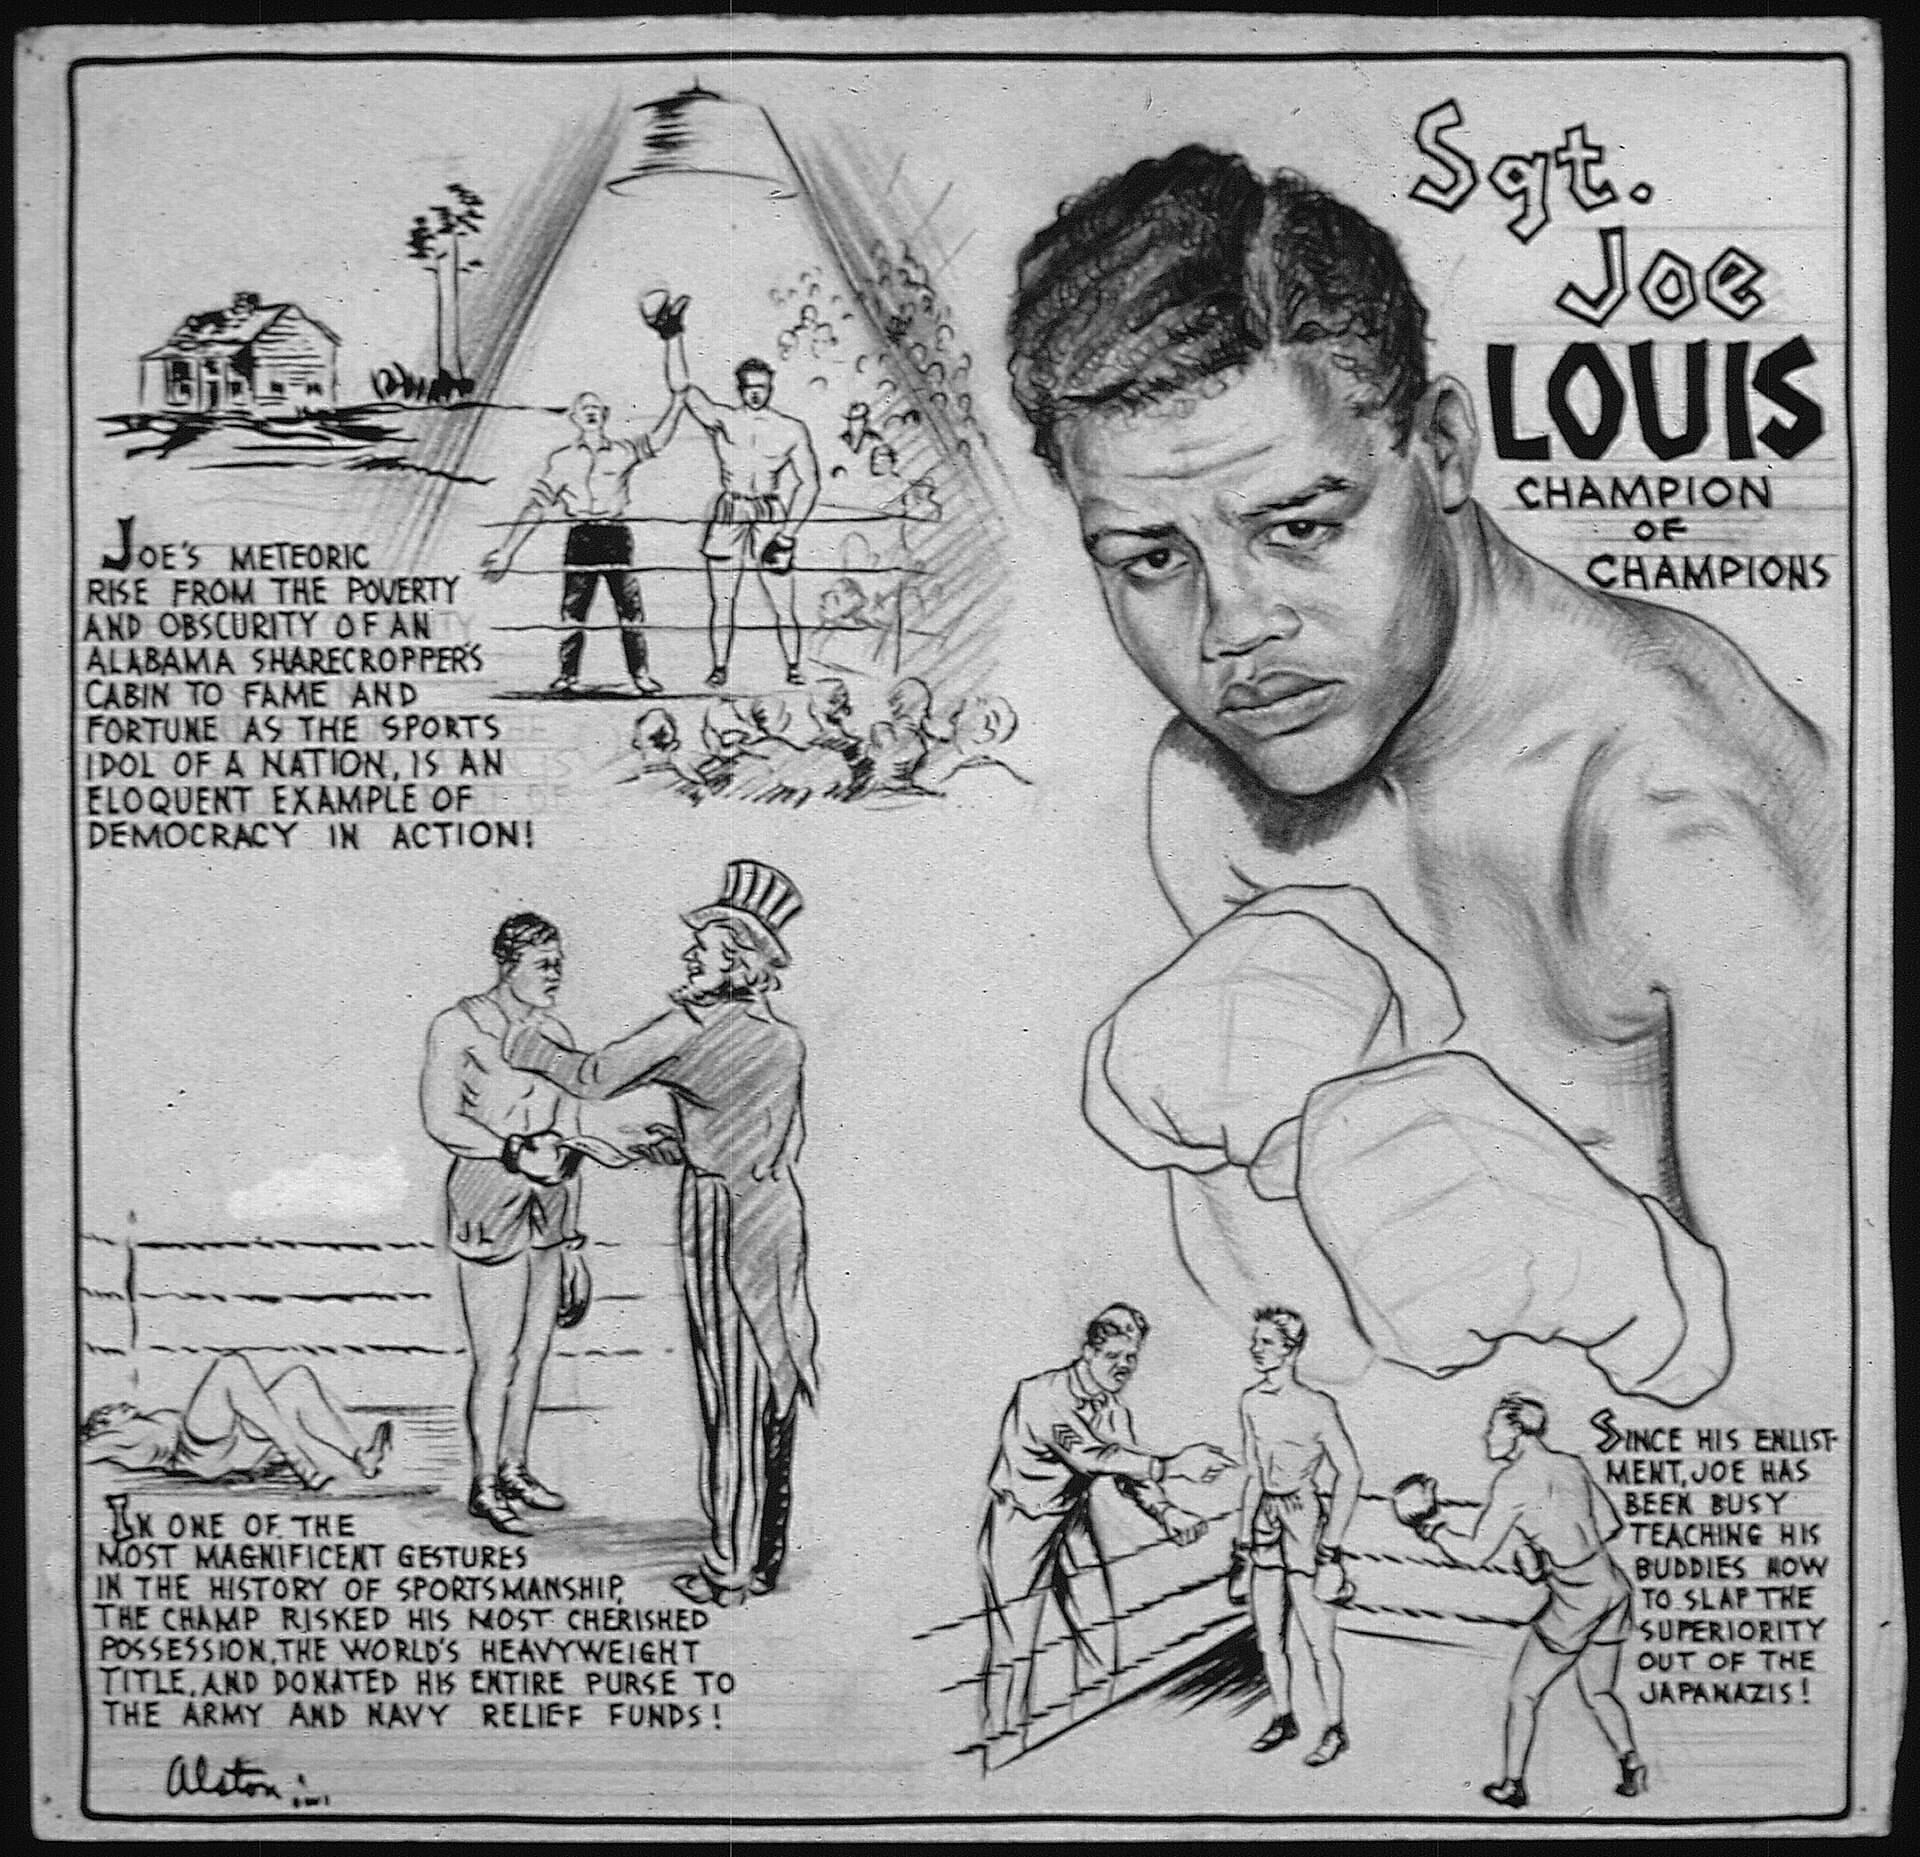 Sgt.
Joe
LOUIS
CHAMPION
OF
CHAMPIONS
JOE'S METEORIC
RISE FROM THE POVERTY
AND OBSCURITY OF AN
ALABAMA SHARECROPPER'S
CABIN TO FAME AND
FORTUNE AS THE SPORTS
IDOL OF A NATION, IS AN
ELOQUENT EXAMPLE OF
DEMOCRACY IN ACTION!
JL
IN ONE OF THE
MOST MAGNIFICENT GESTURES
IN THE HISTORY OF SPORTSMANSHIP,
THE CHAMP RISKED HIS MOST CHERISHED
POSSESSION, THE WORLD'S HEAVYWEIGHT
TITLE, AND DONATED HIS ENTIRE PURSE TO
THE ARMY AND NAVY RELIEF FUNDS!
Alston
SINCE HIS ENLIST-
MENT, JOE HAS
BEEN BUSY
TEACHING HIS
BUDDIES HOW
TO SLAP THE
SUPERIORITY
OUT OF THE
JAPANAZIS!